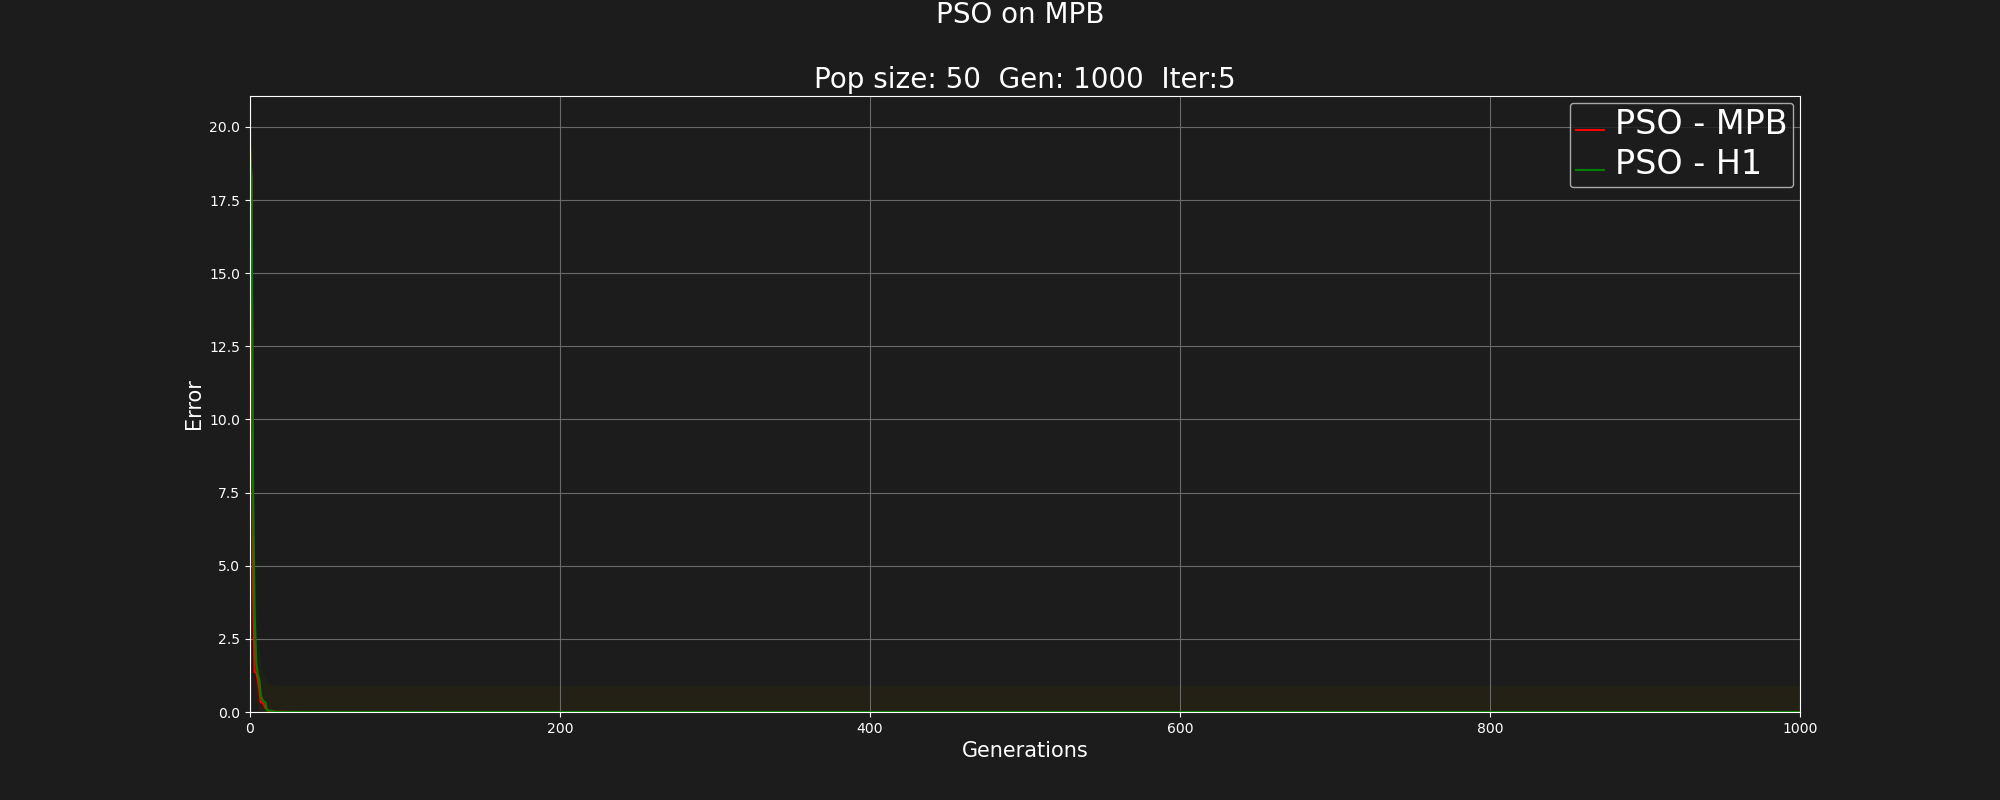 PSO on MPB
Pop size: 50  Gen: 1000  Iter:5
PSO - MPB
PSO - H1
Error
20.0
17.5
15.0
12.5
10.0
7.5
5.0
2.5
0.0
0 200 400 600 800 1000
Generations